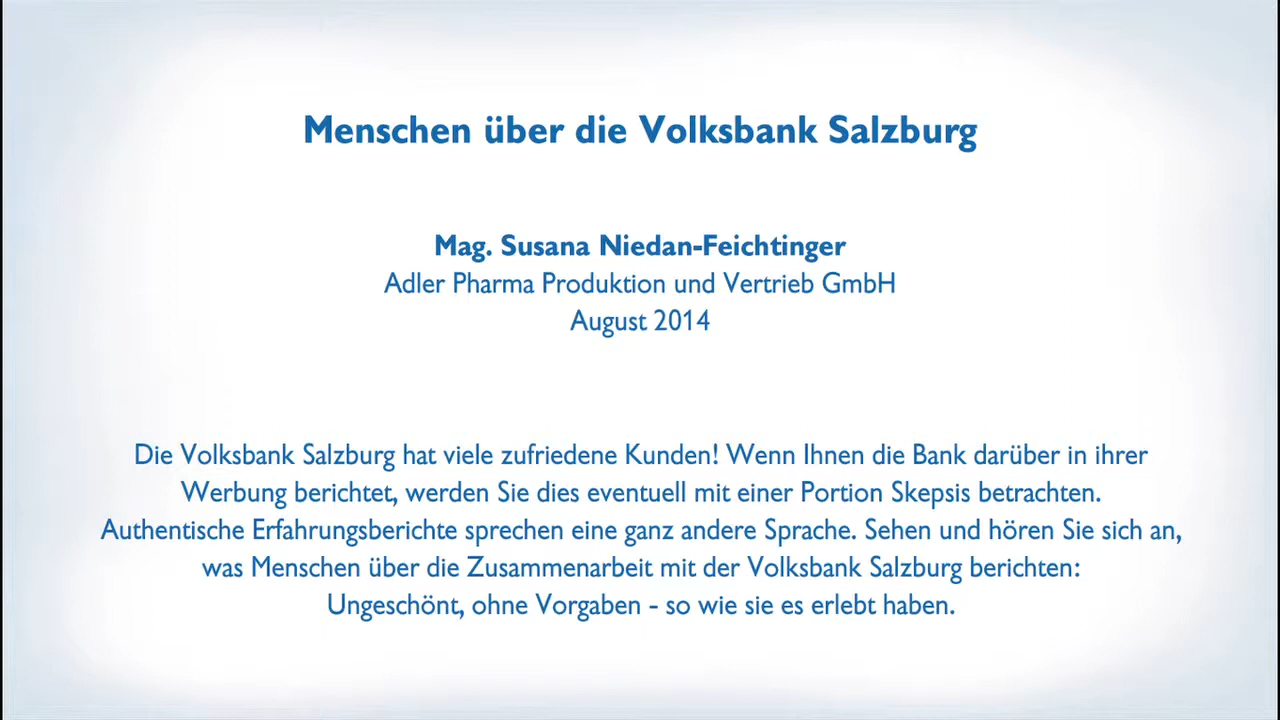 Menschen über die Volksbank Salzburg
Mag. Susana Niedan-Feichtinger
Adler Pharma Produktion und Vertrieb GmbH
August 2014
Die Volksbank Salzburg hat viele zufriedene Kunden! Wenn Ihnen die Bank darüber in ihrer
Werbung berichtet, werden Sie dies eventuell mit einer Portion Skepsis betrachten.
Authentische Erfahrungsberichte sprechen eine ganz andere Sprache. Sehen und hören Sie sich an,
was Menschen über die Zusammenarbeit mit der Volksbank Salzburg berichten:
Ungeschönt, ohne Vorgaben - so wie sie es erlebt haben.